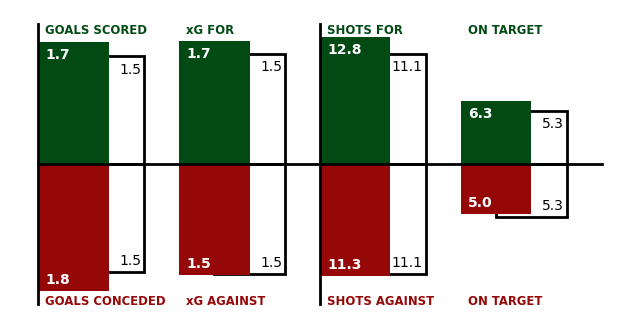 GOALS SCORED xG FOR SHOTS FOR ON TARGET
1.7 1.5 1.7 1.5 12.8 11.1 6.3 5.3
1.8 1.5 1.5 1.5 11.3 11.1 5.0 5.3
GOALS CONCEDED xG AGAINST SHOTS AGAINST ON TARGET